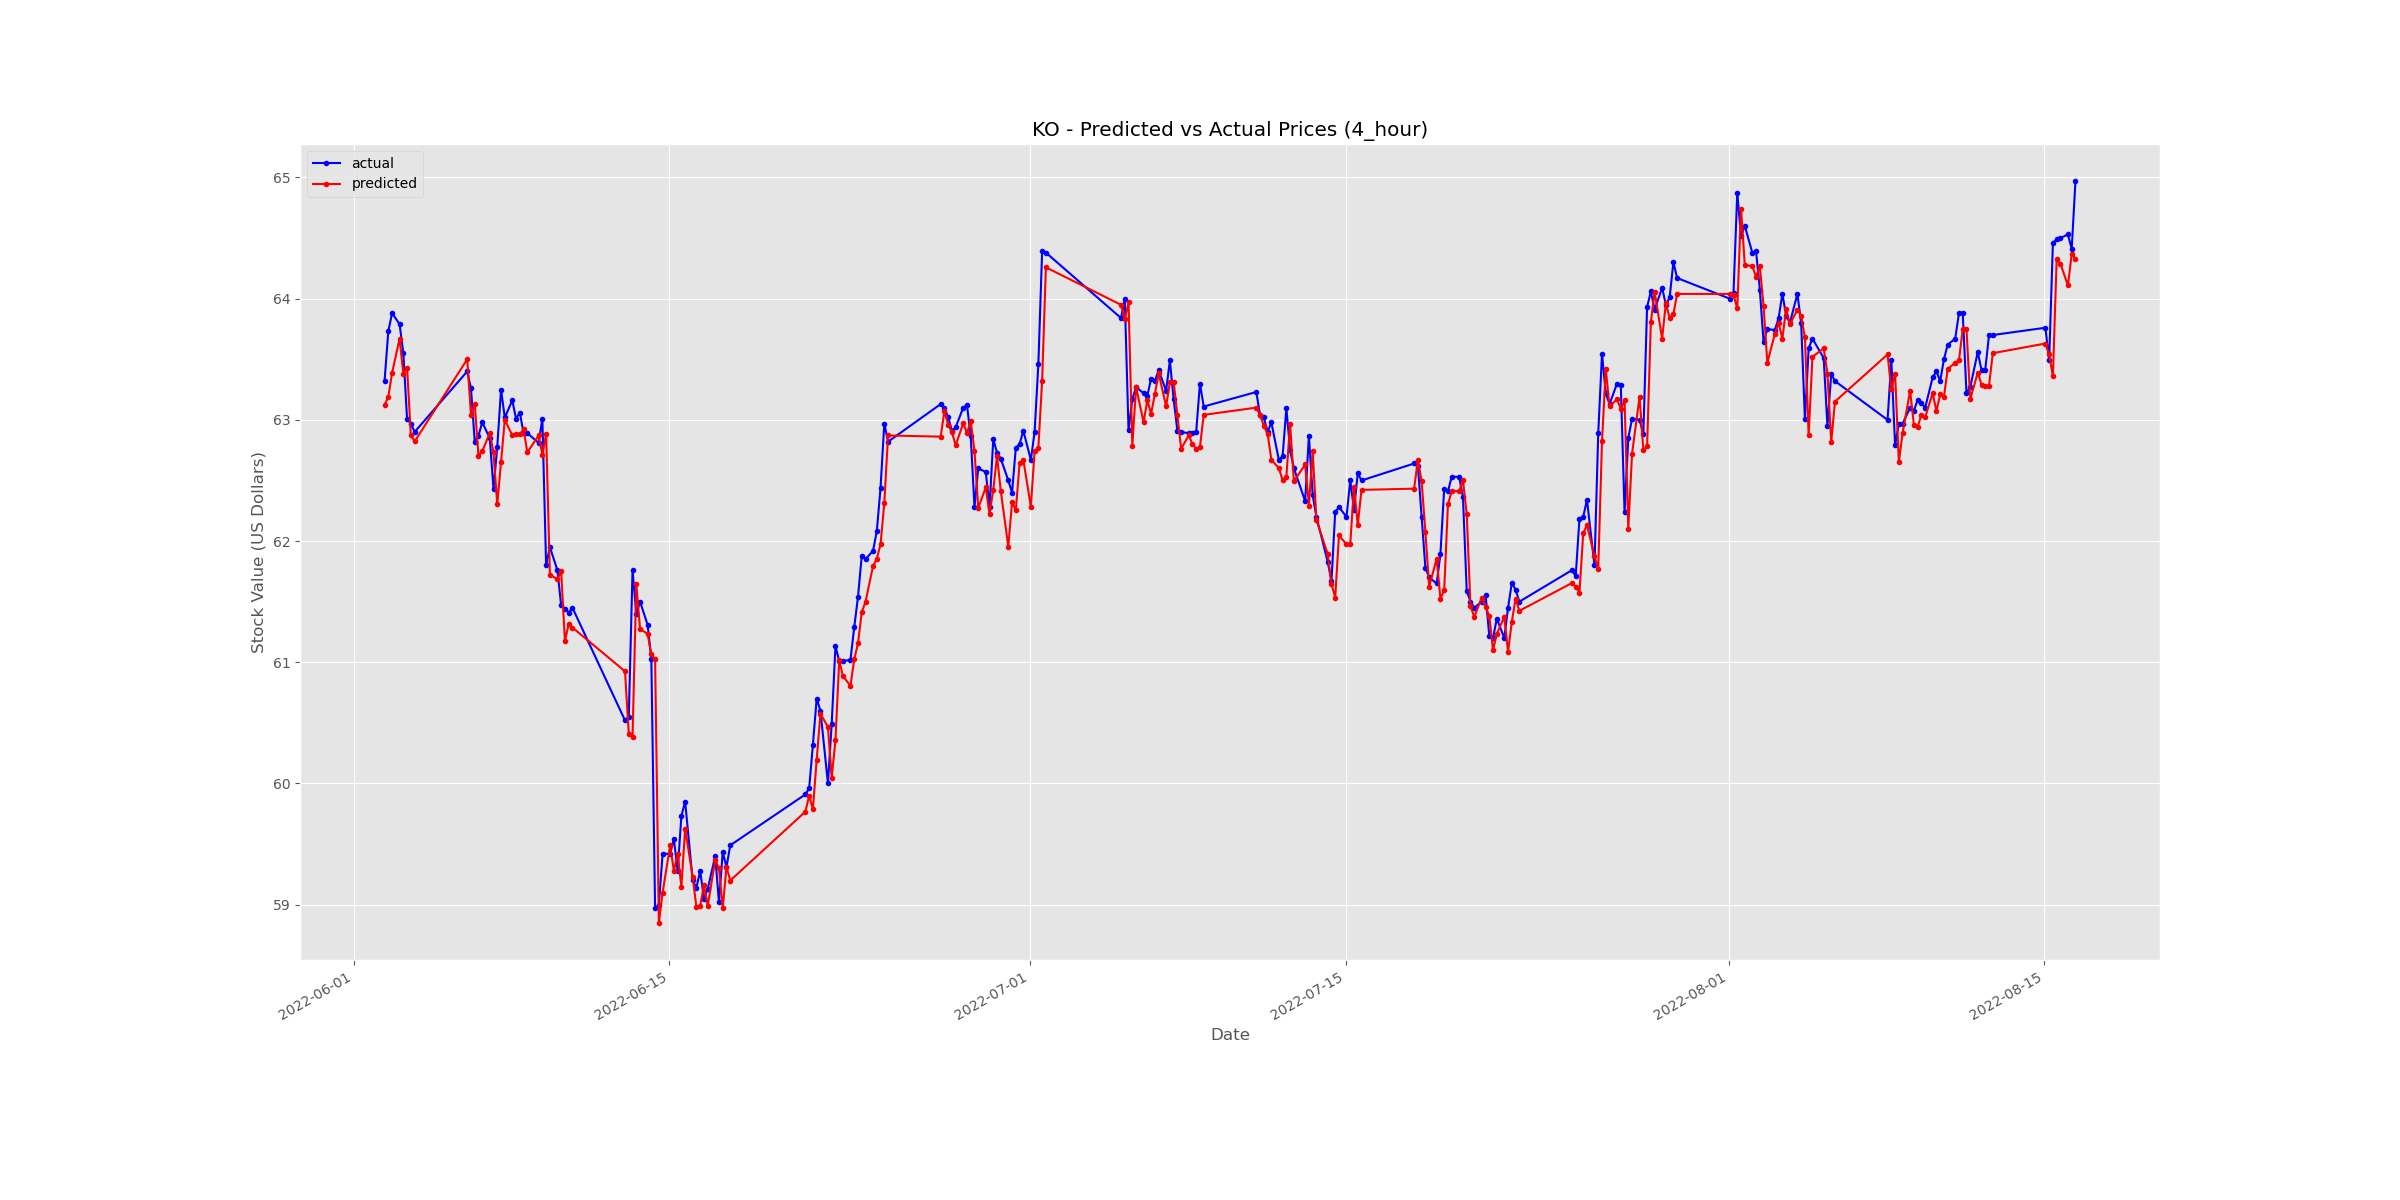 KO - Predicted vs Actual Prices (4_hour)
actual
predicted
65
64
63
62
61
60
59
Stock Value (US Dollars)
2022-06-01
2022-06-15
2022-07-01
2022-07-15
2022-08-01
2022-08-15
Date